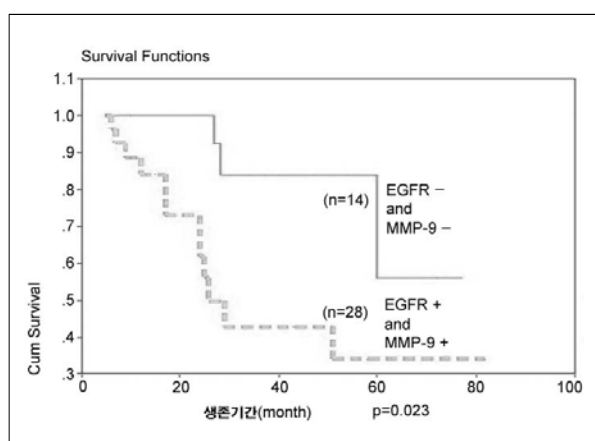 Survival Functions
1.1
1.0
.9
.8
.7
.6
.5
.4
.3
Cum Survival
(n=14)
EGFR −
and
MMP-9 −
(n=28)
EGFR +
and
MMP-9 +
0 20 40 60 80 100
생존기간(month) p=0.023